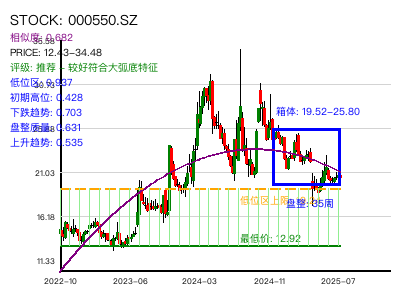 STOCK: 000550.SZ
相似度: 0.682
PRICE: 12.43-34.48
评级: 推荐 - 较好符合大弧底特征
低位区: 0.937
初期高位: 0.428
下跌趋势: 0.703
盘整质量: 0.631
上升趋势: 0.535
箱体: 19.52-25.80
21.03
盘整: 35周
16.18
最低价: 12.92
11.33
2022-10
2023-06
2024-03
2024-11
2025-07